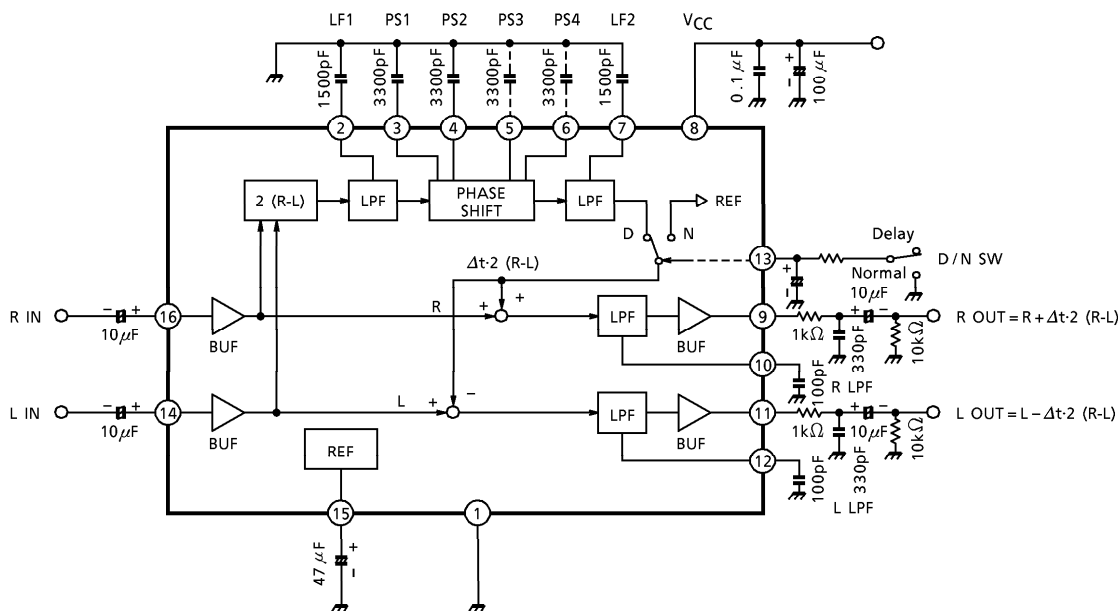 LF1 PS1 PS2 PS3 PS4 LF2 VCC
1500pF 3300pF 3300pF 3300pF 3300pF 1500pF 0.1μF + - 100μF
2 3 4 5 6 7 8
2 (R-L) LPF PHASE SHIFT LPF REF
D N
13 Delay
D/N SW
Normal
+ -
Δt·2 (R-L)
R IN - + 10μF 16 BUF R + + LPF BUF 9 1kΩ 330pF + - 10μF 10kΩ R OUT=R+Δt·2 (R-L)
10 100pF R LPF
L IN - + 10μF 14 BUF L + - LPF BUF 11 1kΩ 330pF + - 10μF 10kΩ L OUT=L-Δt·2 (R-L)
12 100pF L LPF
REF
15 1
47μF + -